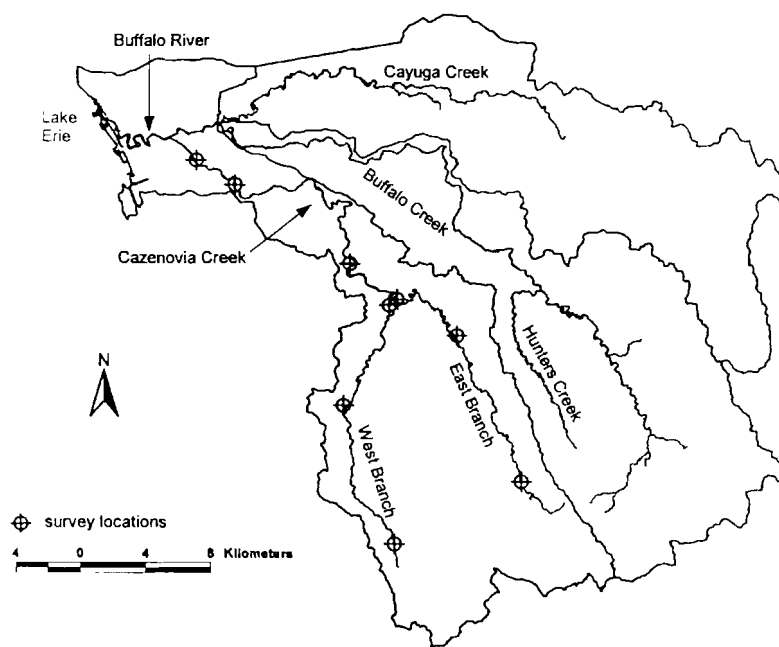 Buffalo River
Cayuga Creek
Lake
Erie
Buffalo Creek
Cazenovia Creek
N
Hunters Creek
East Branch
West Branch
survey locations
4 0 4 8 Kilometers